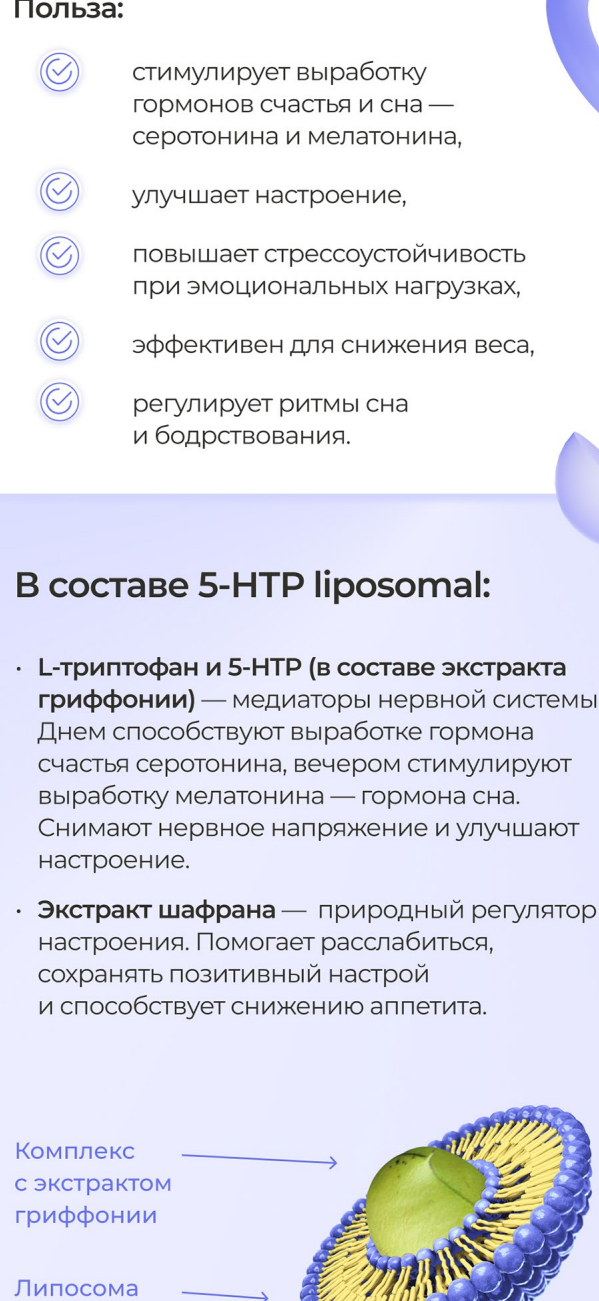 Польза:
стимулирует выработку
гормонов счастья и сна —
серотонина и мелатонина,
улучшает настроение,
повышает стрессоустойчивость
при эмоциональных нагрузках,
эффективен для снижения веса,
регулирует ритмы сна
и бодрствования.
В составе 5-HTP liposomal:
· L-триптофан и 5-HTP (в составе экстракта
гриффонии) — медиаторы нервной системы
Днем способствуют выработке гормона
счастья серотонина, вечером стимулируют
выработку мелатонина — гормона сна.
Снимают нервное напряжение и улучшают
настроение.
· Экстракт шафрана — природный регулятор
настроения. Помогает расслабиться,
сохранять позитивный настрой
и способствует снижению аппетита.
Комплекс
с экстрактом
гриффонии
Липосома